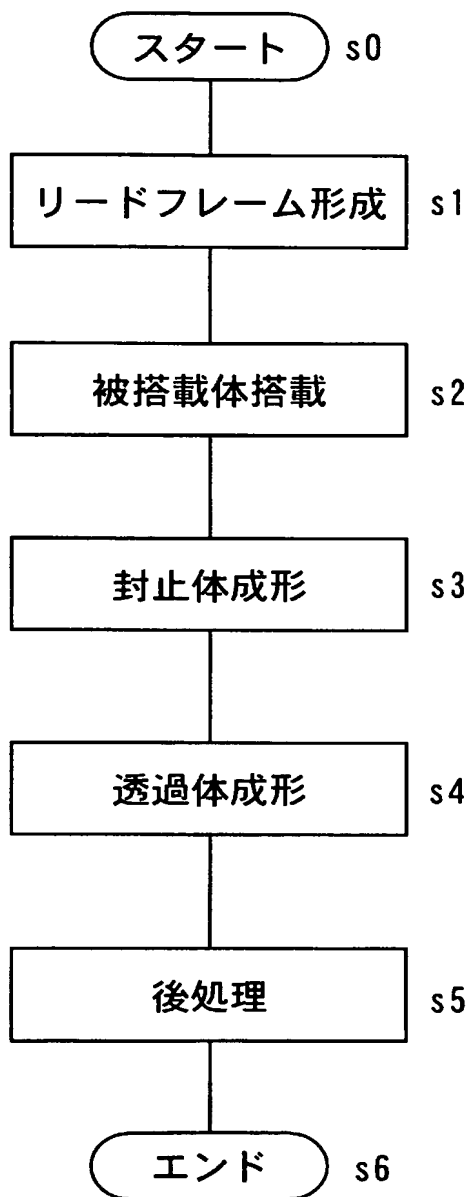 スタート s0
リードフレーム形成 s1
被搭載体搭載 s2
封止体成形 s3
透過体成形 s4
後処理 s5
エンド s6